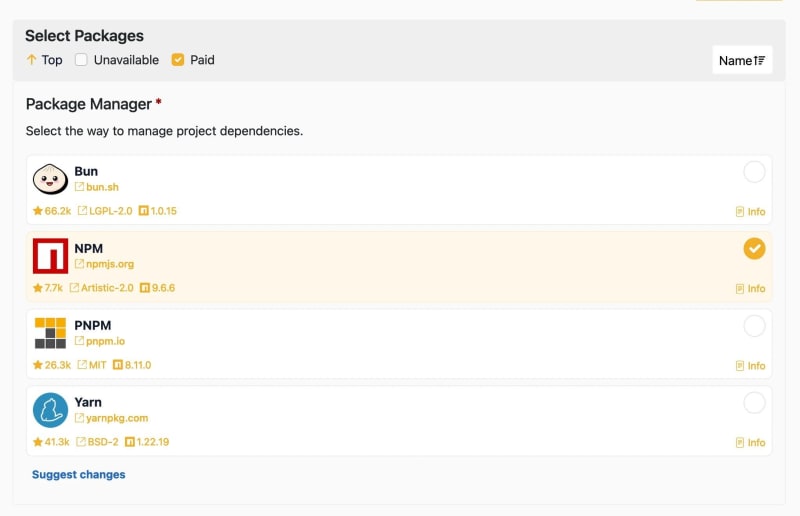 Select Packages
Top Unavailable Paid Name
Package Manager *
Select the way to manage project dependencies.
Bun
bun.sh
66.2k LGPL-2.0 1.0.15 Info
NPM
npmjs.org
7.7k Artistic-2.0 9.6.6 Info
PNPM
pnpm.io
26.3k MIT 8.11.0 Info
Yarn
yarnpkg.com
41.3k BSD-2 1.22.19 Info
Suggest changes